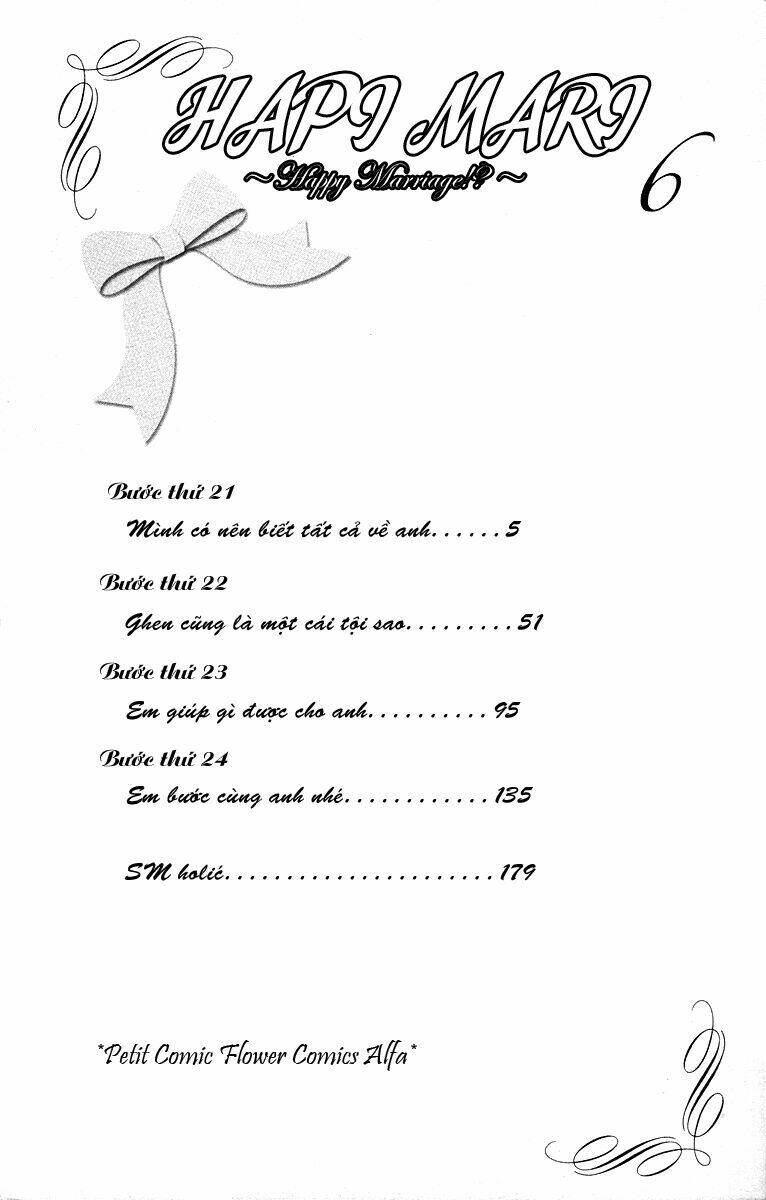 HAPI MARI
~Happy Marriage!?~
6
Bước thứ 21
Mình có nên biết tất cả về anh......5
Bước thứ 22
Ghen cũng là một cái tội sao.........51
Bước thứ 23
Em giúp gì được cho anh..........95
Bước thứ 24
Em bước cùng anh nhé............135
SM holic......................179
*Petit Comic Flower Comics Alfa*